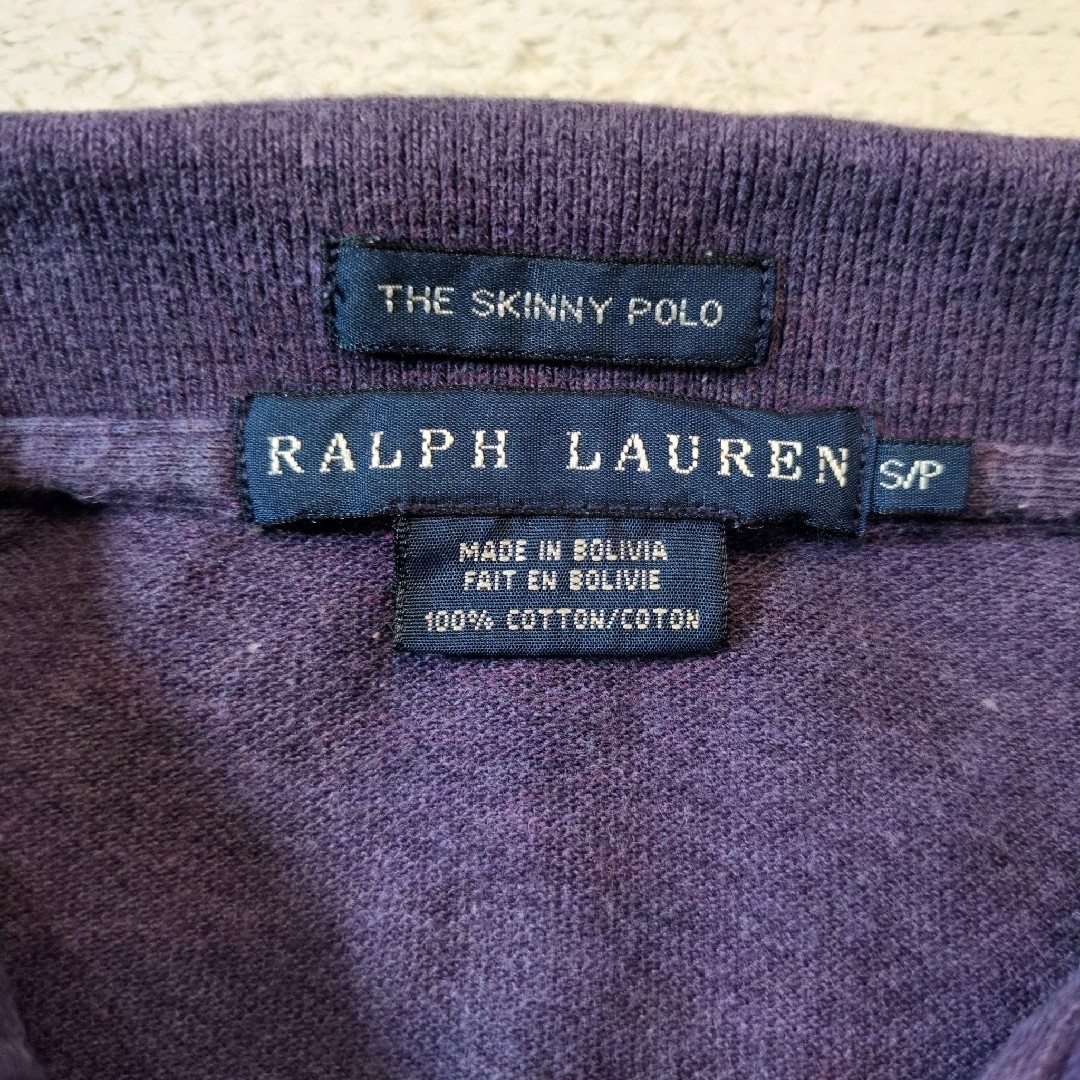 THE SKINNY POLO
RALPH LAUREN
S/P
MADE IN BOLIVIA
FAIT EN BOLIVIE
100% COTTON/COTON